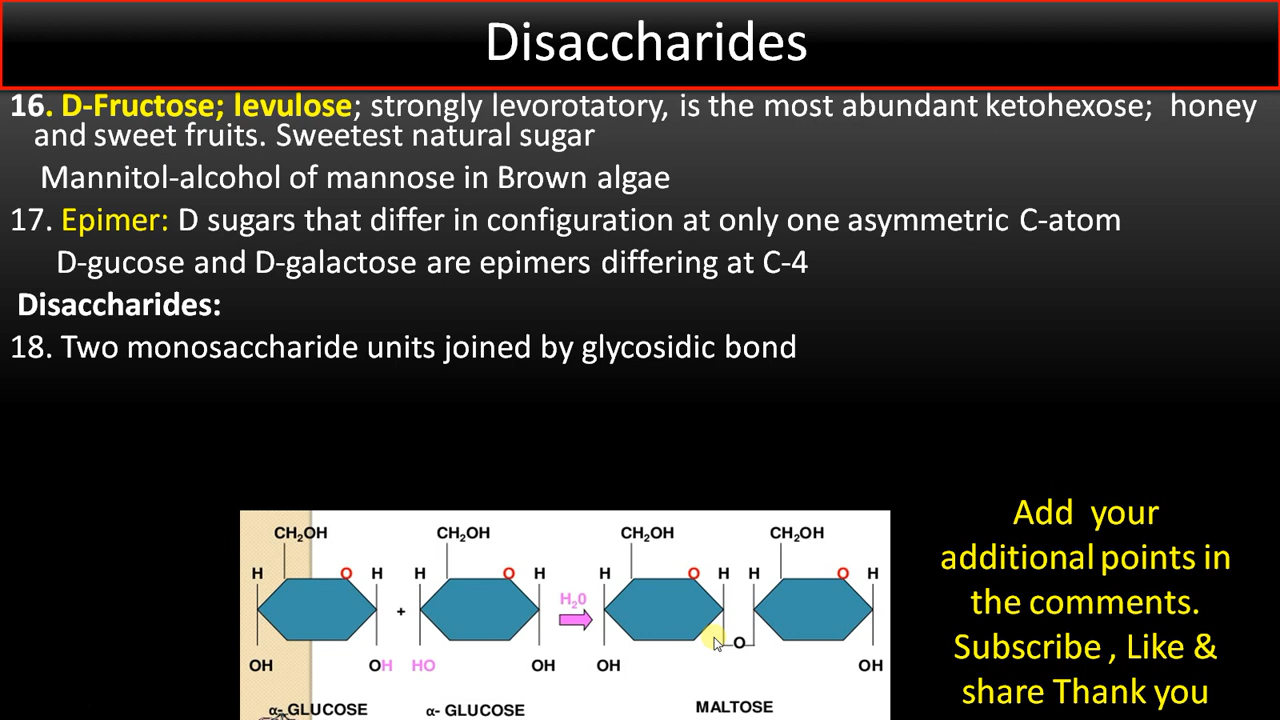 Disaccharides
16. D-Fructose; levulose; strongly levorotatory, is the most abundant ketohexose; honey
and sweet fruits. Sweetest natural sugar
Mannitol-alcohol of mannose in Brown algae
17. Epimer: D sugars that differ in configuration at only one asymmetric C-atom
D-gucose and D-galactose are epimers differing at C-4
Disaccharides:
18. Two monosaccharide units joined by glycosidic bond
CH₂OH CH₂OH CH₂OH CH₂OH
H O H H O H H O H H O H
+ H₂0
O
OH OH HO OH OH OH
α- GLUCOSE α- GLUCOSE MALTOSE
Add your
additional points in
the comments.
Subscribe , Like &
share Thank you